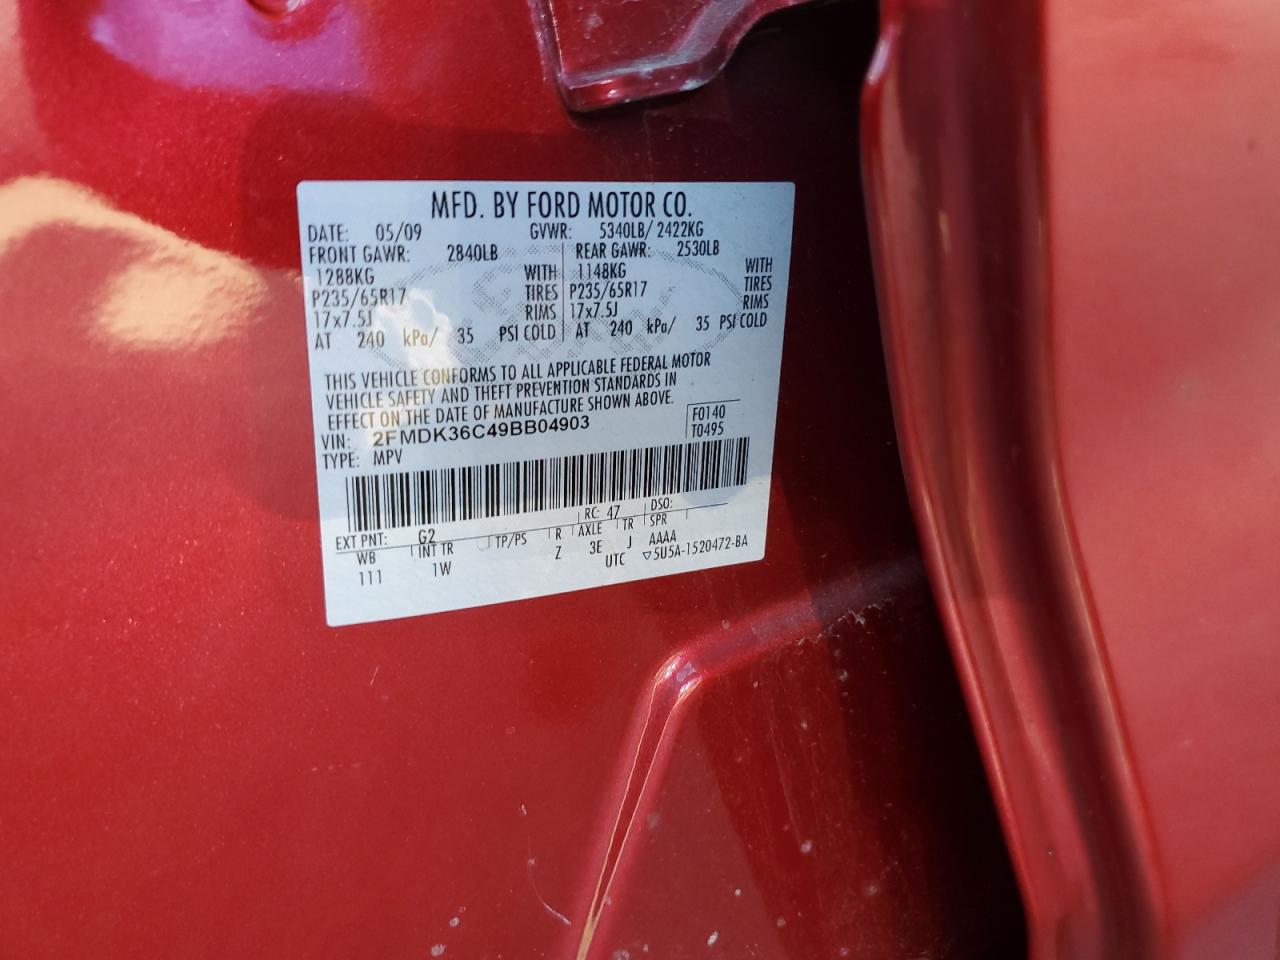 MFD. BY FORD MOTOR CO.
DATE: 05/09 GVWR: 5340LB/ 2422KG
FRONT GAWR: 2840LB REAR GAWR: 2530LB
1288KG WITH 1148KG WITH
P235/65R17 TIRES P235/65R17 TIRES
17x7.5J RIMS 17x7.5J RIMS
AT 240 kPa/ 35 PSI COLD AT 240 kPa/ 35 PSI COLD
THIS VEHICLE CONFORMS TO ALL APPLICABLE FEDERAL MOTOR
VEHICLE SAFETY AND THEFT PREVENTION STANDARDS IN
EFFECT ON THE DATE OF MANUFACTURE SHOWN ABOVE.
VIN: 2FMDK36C49BB04903 F0140
TYPE: MPV T0495
EXT PNT: G2 RC: 47 DSO:
WB INT TR TP/PS R AXLE TR SPR
111 1W Z 3E J AAAA
UTC ▽5U5A-1520472-BA